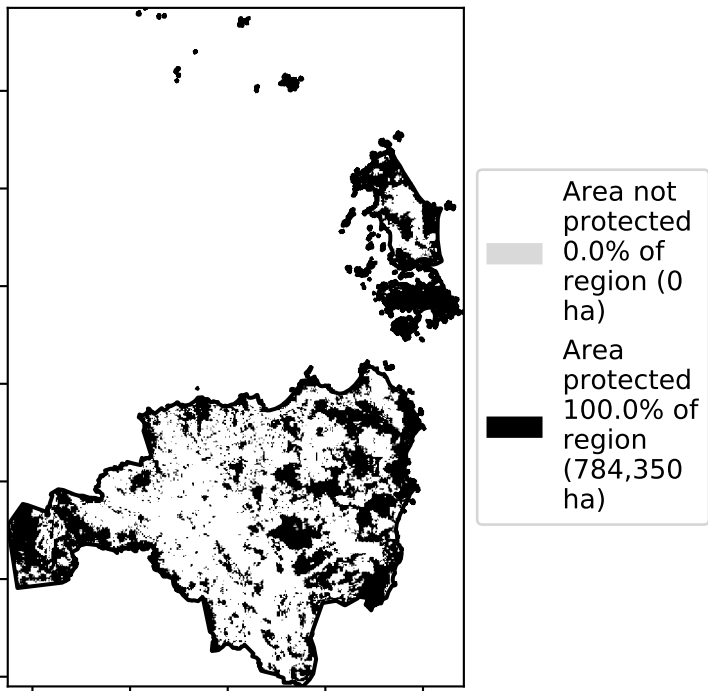 Area not
protected
0.0% of
region (0
ha)
Area
protected
100.0% of
region
(784,350
ha)